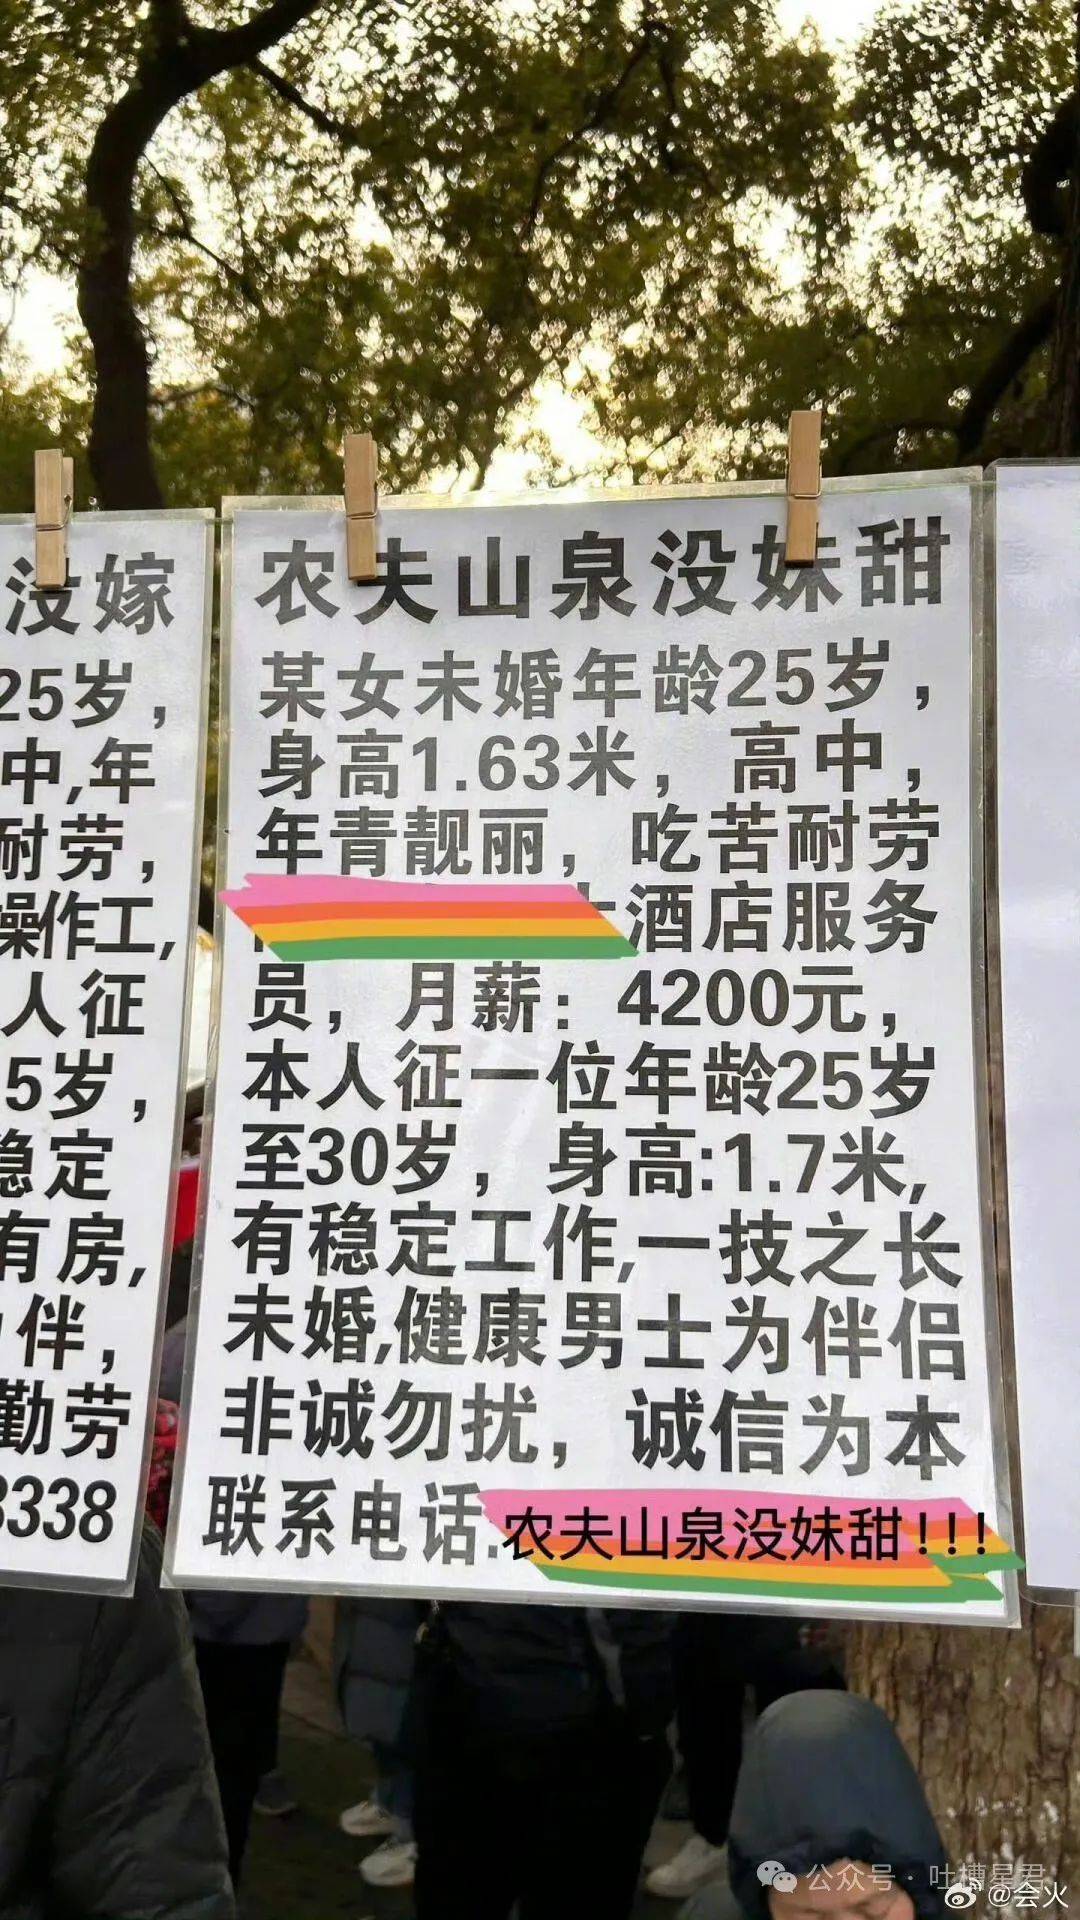 没嫁
25岁，
中,年
耐劳，
操作工,
人征
5岁，
稳定
有房,
伴，
勤劳
3338
农夫山泉没妹甜
某女未婚年龄25岁，
身高1.63米，高中，
年青靓丽，吃苦耐劳
酒店服务
员，月薪：4200元，
本人征一位年龄25岁
至30岁，身高:1.7米,
有稳定工作,一技之长
未婚,健康男士为伴侣
非诚勿扰，诚信为本
联系电话:农夫山泉没妹甜!!!
公众号·吐槽星君
@会火